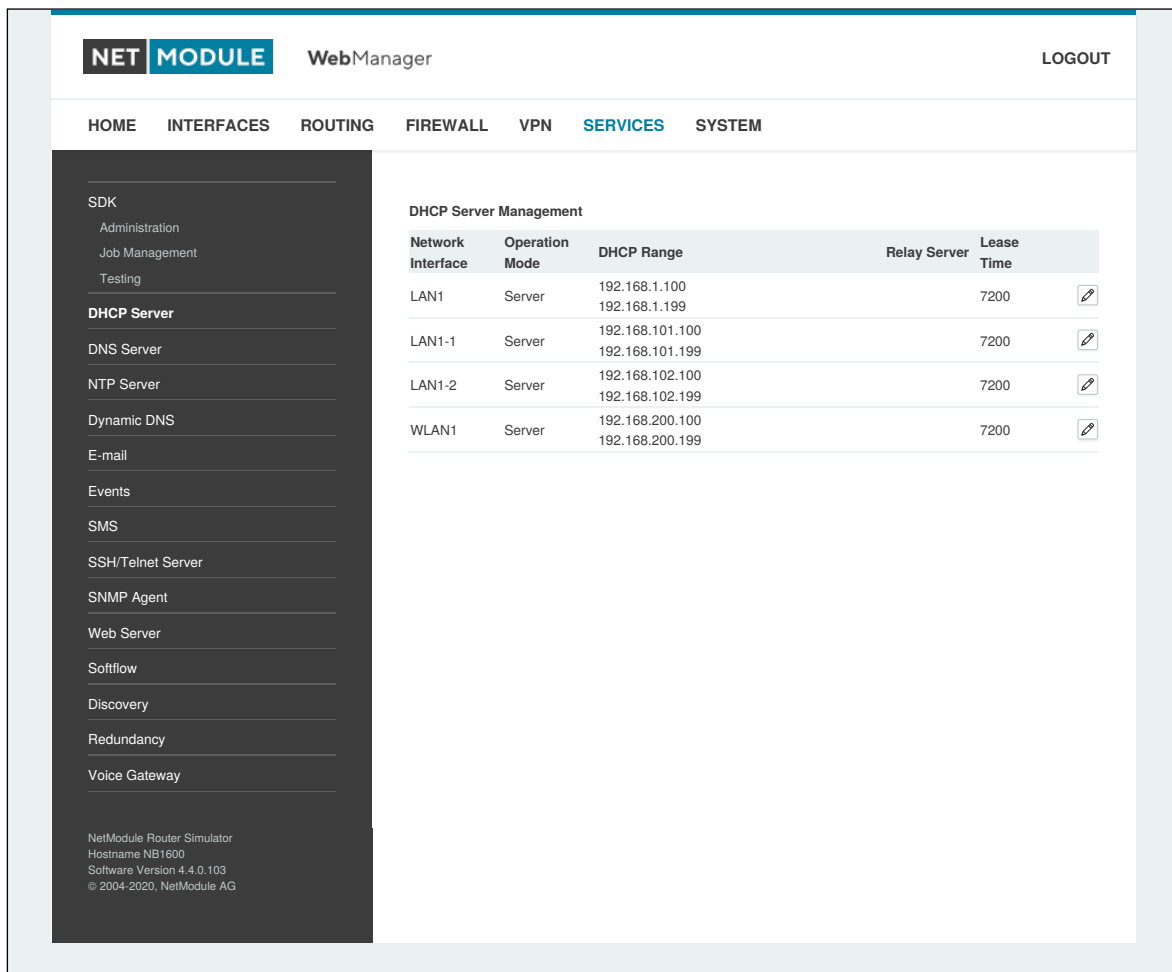 NET MODULE WebManager LOGOUT
HOME INTERFACES ROUTING FIREWALL VPN SERVICES SYSTEM
SDK
Administration
Job Management
Testing
DHCP Server
DNS Server
NTP Server
Dynamic DNS
E-mail
Events
SMS
SSH/Telnet Server
SNMP Agent
Web Server
Softflow
Discovery
Redundancy
Voice Gateway
NetModule Router Simulator
Hostname NB1600
Software Version 4.4.0.103
© 2004-2020, NetModule AG
DHCP Server Management
Network Operation DHCP Range Relay Server Lease
Interface Mode Time
LAN1 Server 192.168.1.100 7200
192.168.1.199
LAN1-1 Server 192.168.101.100 7200
192.168.101.199
LAN1-2 Server 192.168.102.100 7200
192.168.102.199
WLAN1 Server 192.168.200.100 7200
192.168.200.199